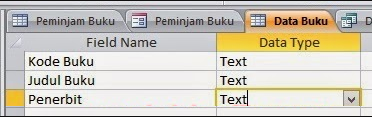 Peminjam Buku Peminjam Buku Data Buku D
Field Name Data Type
Kode Buku Text
Judul Buku Text
Penerbit Text